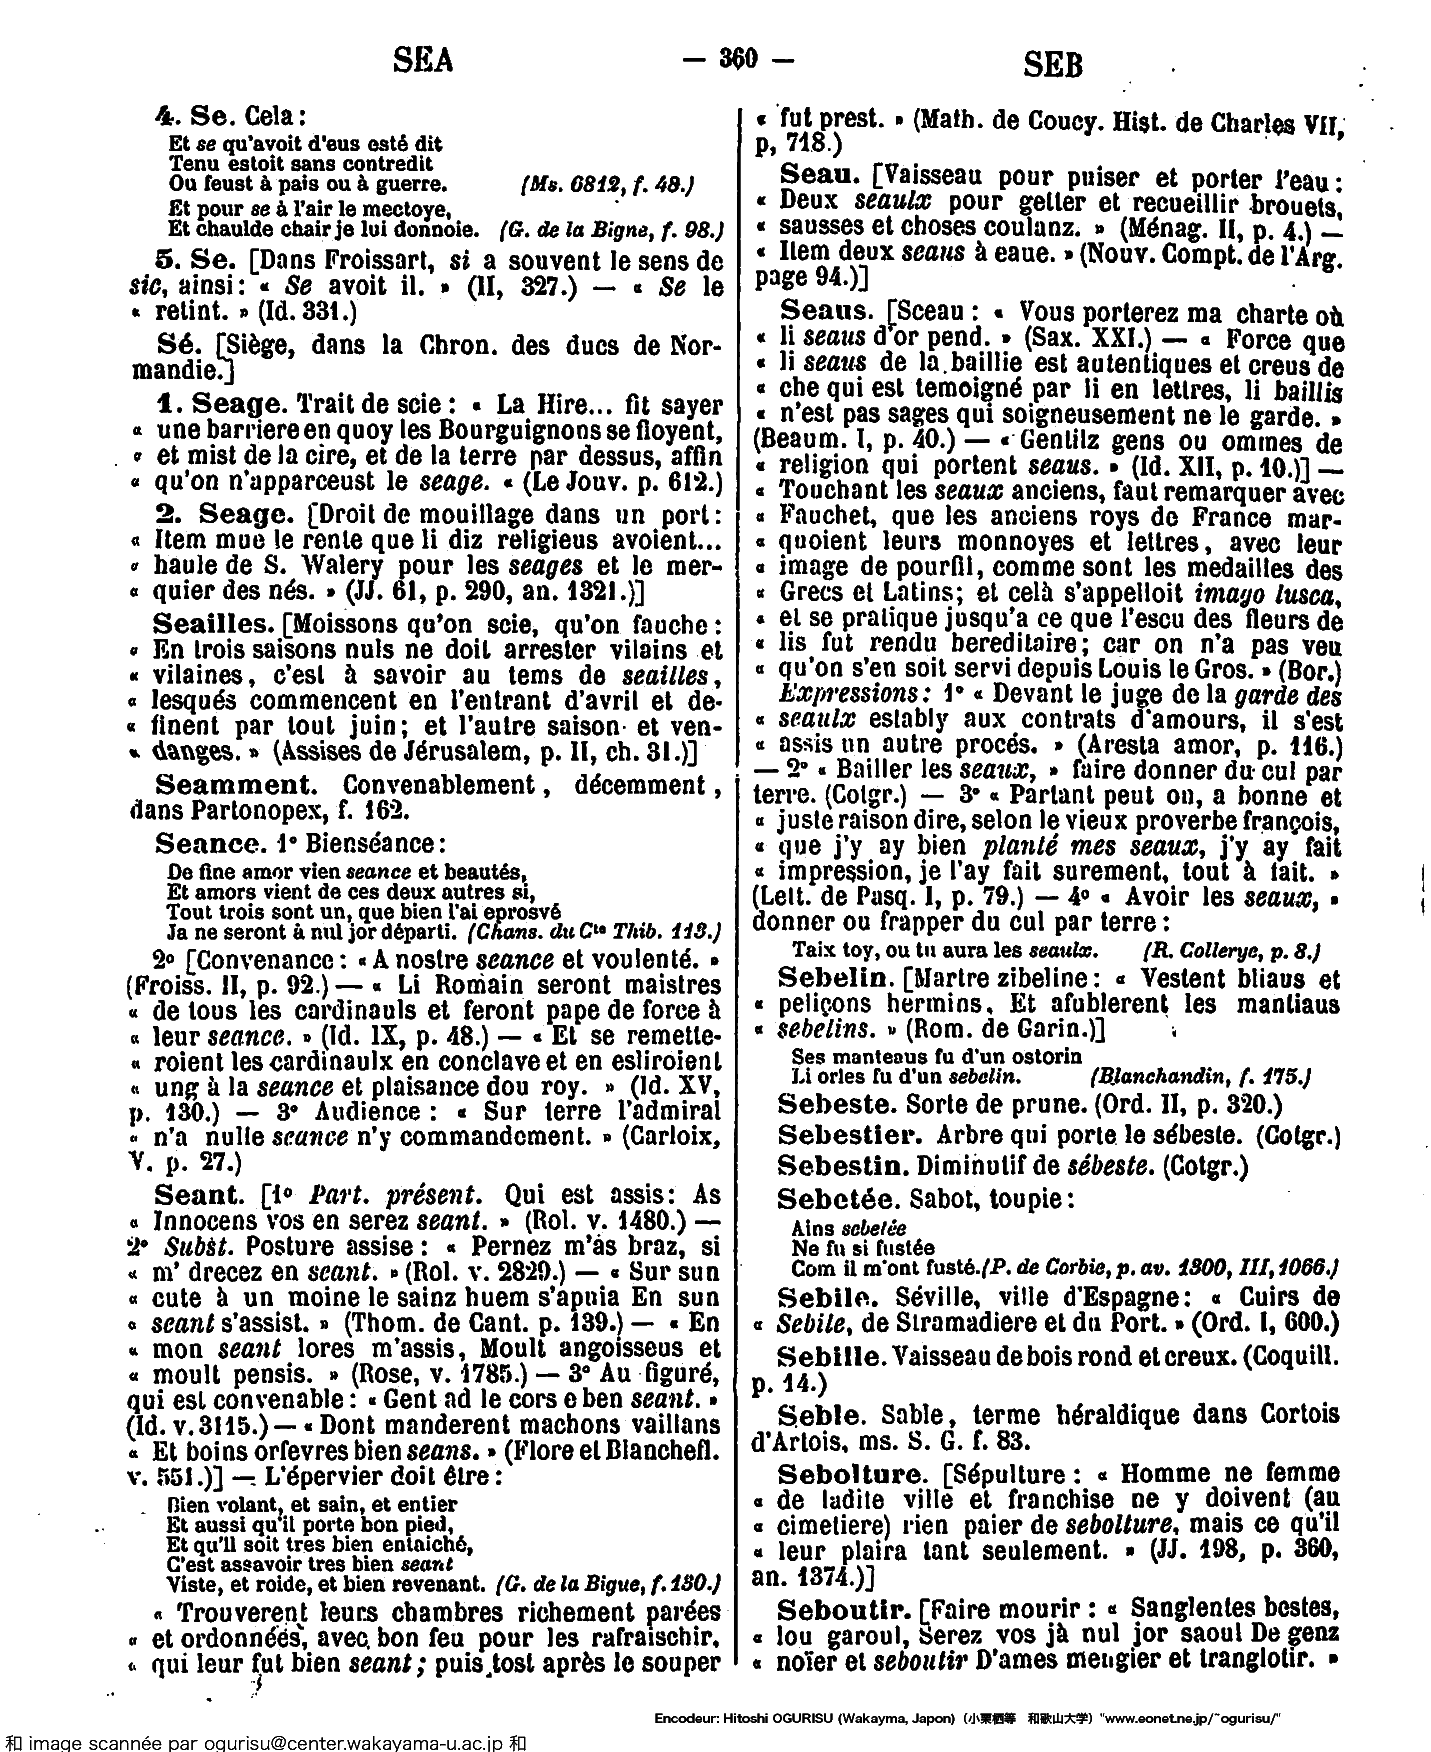 SEA
— 360 —
SEB
4. Se. Cela :
Et se qu'avoit d'eus esté dit
Tenu estoit sans contredit
Ou feust à pais ou à guerre. (Ms. 6812, f. 48.)
Et pour se à l'air le mectoye,
Et chaulde chair je lui donnoie. (G. de la Bigne, f. 98.)
5. Se. [Dans Froissart, si a souvent le sens de
sic, ainsi : « Se avoit il. » (II, 327.) — « Se le
« retint. » (Id. 331.)
Sé. [Siège, dans la Chron. des ducs de Nor-
mandie.]
1. Seage. Trait de scie : « La Hire... fit sayer
« une barriere en quoy les Bourguignons se floyent,
« et mist de la cire, et de la terre par dessus, affin
« qu'on n'apparceust le seage. « (Le Jouv. p. 612.)
2. Seage. [Droit de mouillage dans un port :
« Item mue le rente que li diz religieus avoient...
« haule de S. Walery pour les seages et le mer-
« quier des nés. » (JJ. 61, p. 290, an. 1321.)]
Seailles. [Moissons qu'on scie, qu'on fauche :
« En trois saisons nuls ne doit arrester vilains et
« vilaines, c'est à savoir au tems de seailles,
« lesqués commencent en l'entrant d'avril et de-
« finent par tout juin; et l'autre saison et ven-
« danges. » (Assises de Jérusalem, p. II, ch. 31.)]
Seamment. Convenablement, décemment,
dans Partonopex, f. 162.
Seance. 1° Bienséance :
De fine amor vien seance et beautés,
Et amors vient de ces deux autres si,
Tout trois sont un, que bien l'ai eprosvé
Ja ne seront à nul jor départi. (Chans. du Cte Thib. 113.)
2° [Convenance : « A nostre seance et voulenté. »
(Froiss. II, p. 92.) — « Li Romain seront maistres
« de tous les cardinauls et feront pape de force à
« leur seance. » (Id. IX, p. 48.) — « Et se remette-
« roient les cardinaulx en conclave et en esliroient
« ung à la seance et plaisance dou roy. » (Id. XV,
p. 130.) — 3° Audience : « Sur terre l'admiral
« n'a nulle seance n'y commandement. » (Carloix,
V. p. 27.)
Seant. [1° Part. présent. Qui est assis : As
« Innocens vos en serez seant. » (Rol. v. 1480.) —
2° Subst. Posture assise : « Pernez m'as braz, si
« m' drecez en seant. » (Rol. v. 2829.) — « Sur sun
« cute à un moine le sainz huem s'apuia En sun
« seant s'assist. » (Thom. de Cant. p. 139.) — « En
« mon seant lores m'assis, Moult angoisseus et
« moult pensis. » (Rose, v. 1785.) — 3° Au figuré,
qui est convenable : « Gent ad le cors e ben seant. »
(Id. v. 3115.) — « Dont manderent machons vaillans
« Et boins orfevres bien seans. » (Flore et Blanchefl.
v. 551.)] — L'épervier doit être :
Bien volant, et sain, et entier
Et aussi qu'il porte bon pied,
Et qu'il soit tres bien entaiché,
C'est assavoir tres bien seant
Viste, et roide, et bien revenant. (G. de la Bigue, f. 130.)
« Trouverent leurs chambres richement parées
« et ordonnées, avec bon feu pour les rafraischir,
« qui leur fut bien seant; puis tost après le souper
« fut prest. » (Math. de Coucy. Hist. de Charles VII,
p, 718.)
Seau. [Vaisseau pour puiser et porter l'eau :
« Deux seaulx pour getter et recueillir brouets,
« sausses et choses coulanz. » (Ménag. II, p. 4.) —
« Item deux seaus à eaue. » (Nouv. Compt. de l'Arg.
page 94.)]
Seaus. [Sceau : « Vous porterez ma charte où
« li seaus d'or pend. » (Sax. XXI.) — « Force que
« li seaus de la baillie est autentiques et creus de
« che qui est temoigné par li en lettres, li baillis
« n'est pas sages qui soigneusement ne le garde. »
(Beaum. I, p. 40.) — « Gentilz gens ou ommes de
« religion qui portent seaus. » (Id. XII, p. 10.)] —
« Touchant les seaux anciens, faut remarquer avec
« Fauchet, que les anciens roys de France mar-
« quoient leurs monnoyes et lettres, avec leur
« image de pourfil, comme sont les medailles des
« Grecs et Latins; et celà s'appelloit imago lusca,
« et se pratique jusqu'a ce que l'escu des fleurs de
« lis fut rendu hereditaire; car on n'a pas veu
« qu'on s'en soit servi depuis Louis le Gros. » (Bor.)
Expressions : 1° « Devant le juge de la garde des
« seaulx estably aux contrats d'amours, il s'est
« assis un autre procés. » (Aresta amor, p. 116.)
— 2° « Bailler les seaux, » faire donner du cul par
terre. (Cotgr.) — 3° « Partant peut on, a bonne et
« juste raison dire, selon le vieux proverbe françois,
« que j'y ay bien planté mes seaux, j'y ay fait
« impression, je l'ay fait surement, tout à fait. »
(Lett. de Pasq. I, p. 79.) — 4° « Avoir les seaux, »
donner ou frapper du cul par terre :
Taix toy, ou tu aura les seaulx. (R. Collerye, p. 8.)
Sebelin. [Martre zibeline : « Vestent bliaus et
« peliçons hermins, Et afublerent les mantiaus
« sebelins. » (Rom. de Garin.)]
Ses manteaus fu d'un ostorin
Li orles fu d'un sebelin. (Blanchandin, f. 175.)
Sebeste. Sorte de prune. (Ord. II, p. 320.)
Sebestier. Arbre qui porte le sébeste. (Cotgr.)
Sebestin. Diminutif de sébeste. (Cotgr.)
Sebetée. Sabot, toupie :
Ains sebetée
Ne fu si fustée
Com il m'ont fusté. (P. de Corbie, p. av. 1300, III, 1066.)
Sebile. Séville, ville d'Espagne : « Cuirs de
« Sebile, de Stramadiere et du Port. » (Ord. I, 600.)
Sebille. Vaisseau de bois rond et creux. (Coquill.
p. 14.)
Seble. Sable, terme héraldique dans Cortois
d'Artois, ms. S. G. f. 83.
Sebolture. [Sépulture : « Homme ne femme
« de ladite ville et franchise ne y doivent (au
« cimetiere) rien paier de sebolture, mais ce qu'il
« leur plaira tant seulement. » (JJ. 198, p. 360,
an. 1374.)]
Seboutir. [Faire mourir : « Sanglentes bestes,
« lou garoul, Serez vos jà nul jor saoul De genz
« noïer et seboutir D'ames mengier et tranglotir. »
Encodeur: Hitoshi OGURISU (Wakayma, Japon) (小栗栖等 和歌山大学) "www.eonet.ne.jp/~ogurisu/"
和 image scannée par ogurisu@center.wakayama-u.ac.jp 和